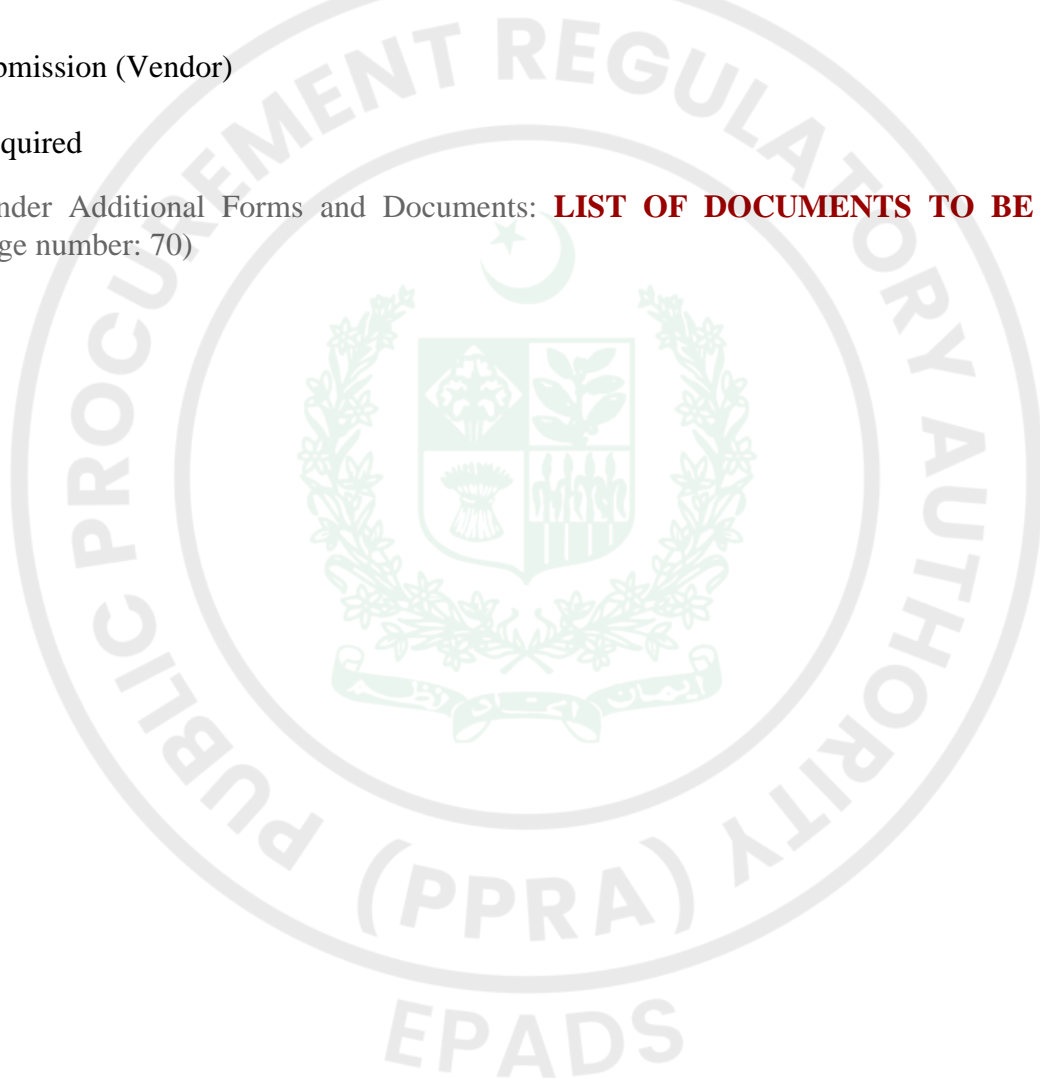 omission (Vendor)
quired
nder Additional Forms and Documents: LIST OF DOCUMENTS TO BE
ge number: 70)
PUBLIC PROCUREMENT REGULATORY AUTHORITY
(PPRA)
EPADS